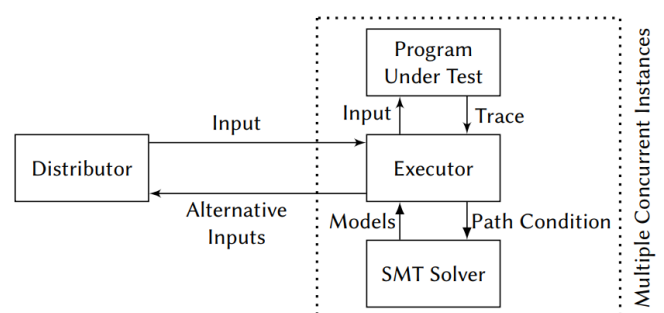 Program
Under Test
Input
Trace
Input
Distributor
Executor
Alternative
Inputs
Models
Path Condition
SMT Solver
Multiple Concurrent Instances